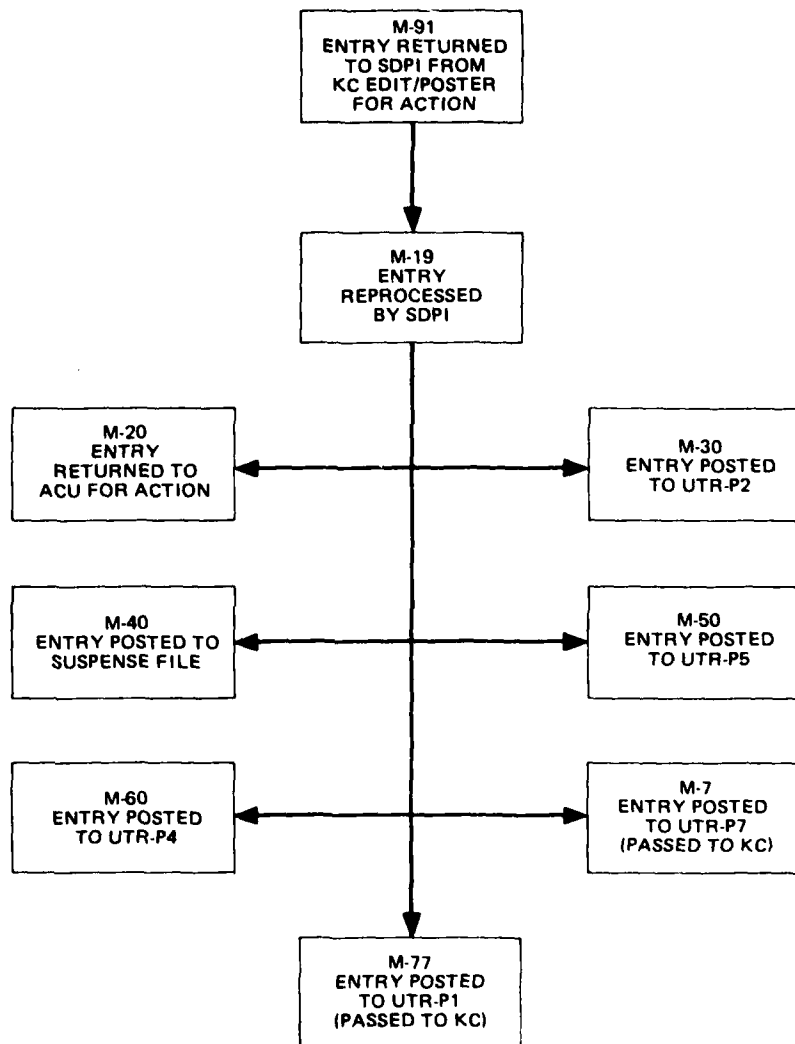 M-91
ENTRY RETURNED
TO SDPI FROM
KC EDIT/POSTER
FOR ACTION
M-19
ENTRY
REPROCESSED
BY SDPI
M-20
ENTRY
RETURNED TO
ACU FOR ACTION
M-30
ENTRY POSTED
TO UTR-P2
M-40
ENTRY POSTED TO
SUSPENSE FILE
M-50
ENTRY POSTED
TO UTR-P5
M-60
ENTRY POSTED
TO UTR-P4
M-7
ENTRY POSTED
TO UTR-P7
(PASSED TO KC)
M-77
ENTRY POSTED
TO UTR-P1
(PASSED TO KC)